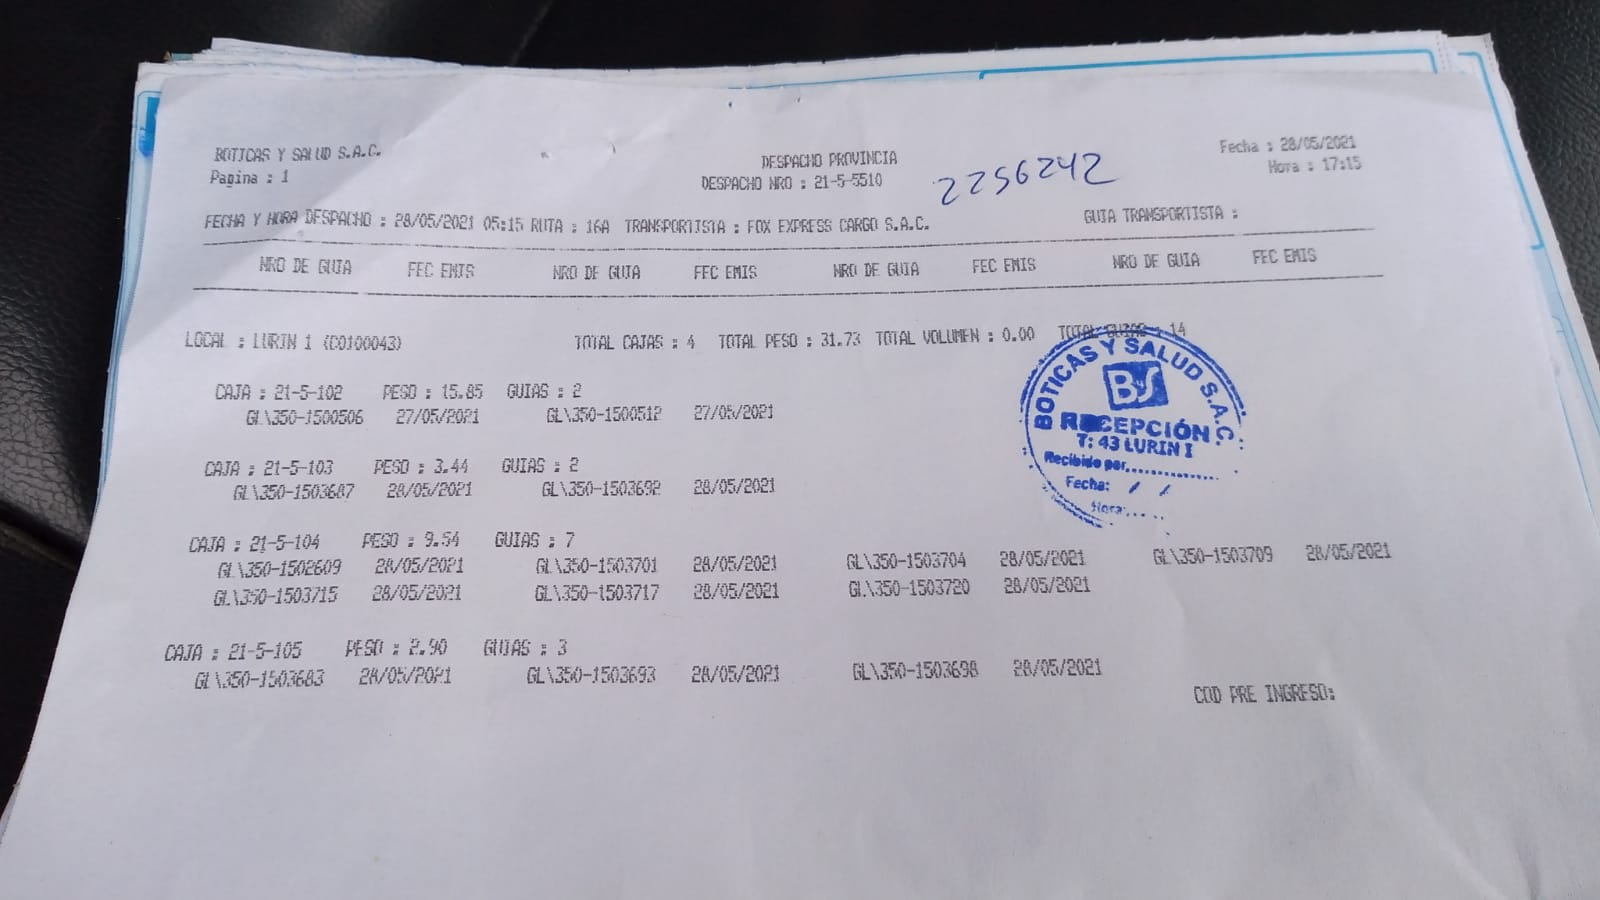 BOTICAS Y SALUD S.A.C.
Pagina : 1
DESPACHO PROVINCIA
DESPACHO NRO : 21-5-5510
2256242
Fecha : 28/05/2021
Hora : 17:15
FECHA Y HORA DESPACHO : 28/05/2021 05:15 RUTA : 16A TRANSPORTISTA : FOX EXPRESS CARGO S.A.C. GUIA TRANSPORTISTA :
NRO DE GUIA FEC EMIS NRO DE GUIA FEC EMIS NRO DE GUIA FEC EMIS NRO DE GUIA FEC EMIS
LOCAL : LURIN 1 (C0100043) TOTAL CAJAS : 4 TOTAL PESO : 31.73 TOTAL VOLUMEN : 0.00 TOTAL GUIAS : 14
CAJA : 21-5-102 PESO : 15.85 GUIAS : 2
GL\350-1500506 27/05/2021 GL\350-1500512 27/05/2021
CAJA : 21-5-103 PESO : 3.44 GUIAS : 2
GL\350-1503687 28/05/2021 GL\350-1503692 28/05/2021
CAJA : 21-5-104 PESO : 9.54 GUIAS : 7
GL\350-1502609 28/05/2021 GL\350-1503701 28/05/2021 GL\350-1503704 28/05/2021 GL\350-1503709 28/05/2021
GL\350-1503715 28/05/2021 GL\350-1503717 28/05/2021 GL\350-1503720 28/05/2021
CAJA : 21-5-105 PESO : 2.90 GUIAS : 3
GL\350-1503683 28/05/2021 GL\350-1503693 28/05/2021 GL\350-1503698 28/05/2021
COD PRE INGRESO:
BOTICAS Y SALUD S.A.C.
BS
RECEPCIÓN
T: 43 LURIN I
Recibido por..............
Fecha: / /
Hora:.....